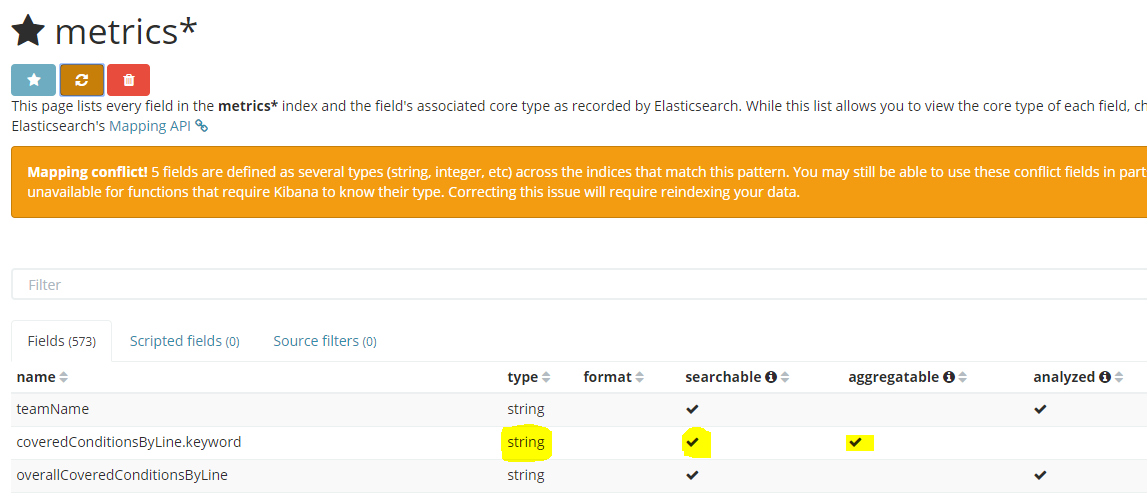 metrics*
This page lists every field in the metrics* index and the field's associated core type as recorded by Elasticsearch. While this list allows you to view the core type of each field, ch
Elasticsearch's Mapping API
Mapping conflict! 5 fields are defined as several types (string, integer, etc) across the indices that match this pattern. You may still be able to use these conflict fields in part
unavailable for functions that require Kibana to know their type. Correcting this issue will require reindexing your data.
Filter
Fields (573) Scripted fields (0) Source filters (0)
name type format searchable aggregatable analyzed
teamName string
coveredConditionsByLine.keyword string
overallCoveredConditionsByLine string